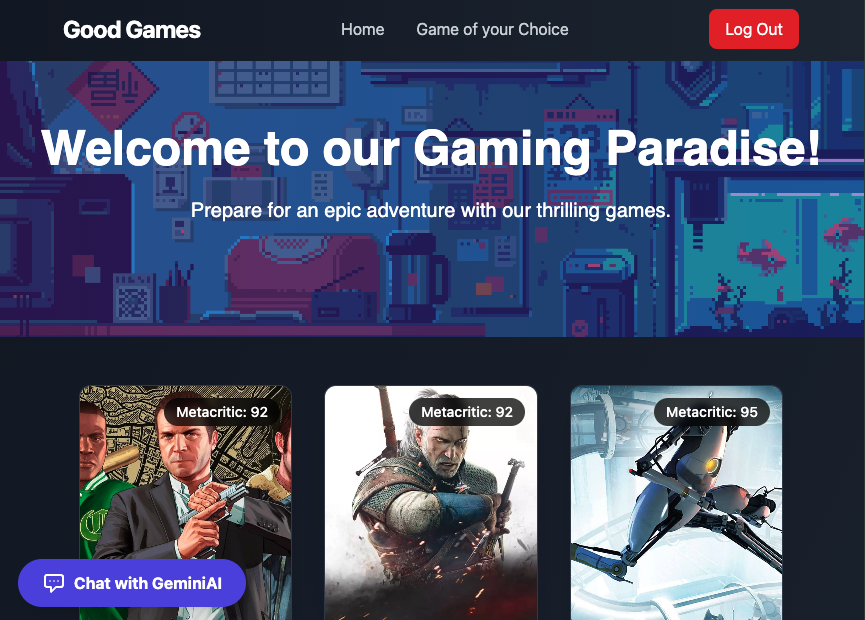 Good Games
Home
Game of your Choice
Log Out
Welcome to our Gaming Paradise!
Prepare for an epic adventure with our thrilling games.
Metacritic: 92
Metacritic: 92
Metacritic: 95
Chat with GeminiAI